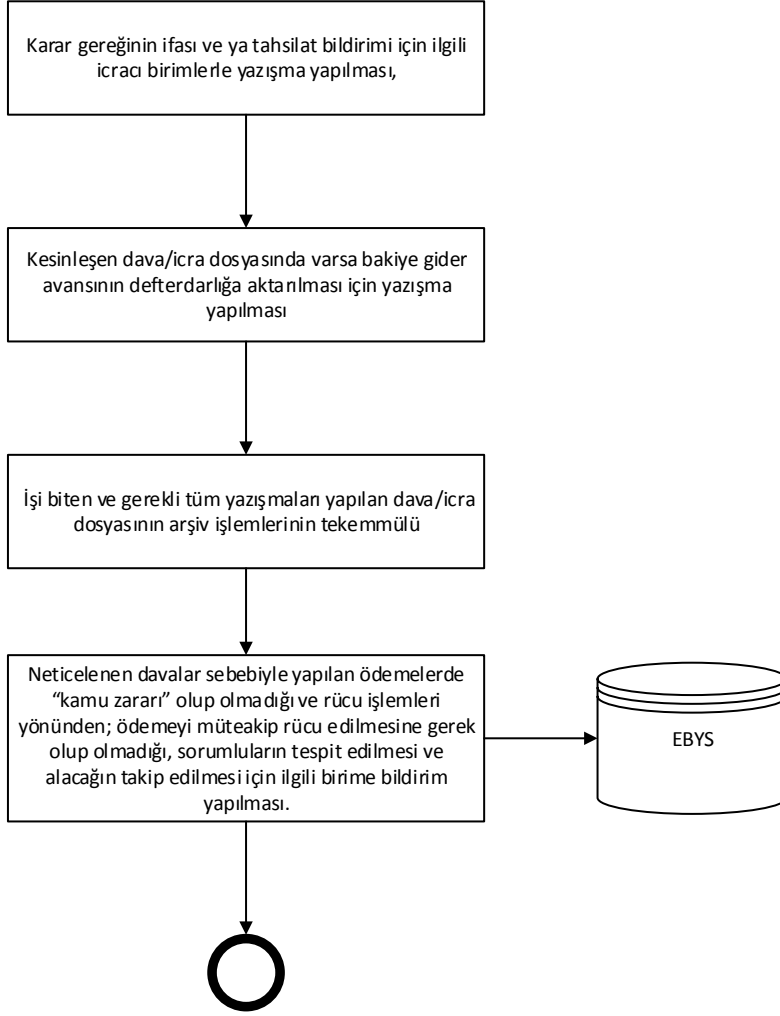 Karar gereğinin ifası ve ya tahsilat bildirimi için ilgili
icracı birimlerle yazışma yapılması,
Kesinleşen dava/icra dosyasında varsa bakiye gider
avansının defterdarlığa aktarılması için yazışma
yapılması
İşi biten ve gerekli tüm yazışmaları yapılan dava/icra
dosyasının arşiv işlemlerinin tekemmülü
Neticelenen davalar sebebiyle yapılan ödemelerde
“kamu zararı” olup olmadığı ve rücu işlemleri
yönünden; ödemeyi müteakip rücu edilmesine gerek
olup olmadığı, sorumluların tespit edilmesi ve
alacağın takip edilmesi için ilgili birime bildirim
yapılması.
EBYS